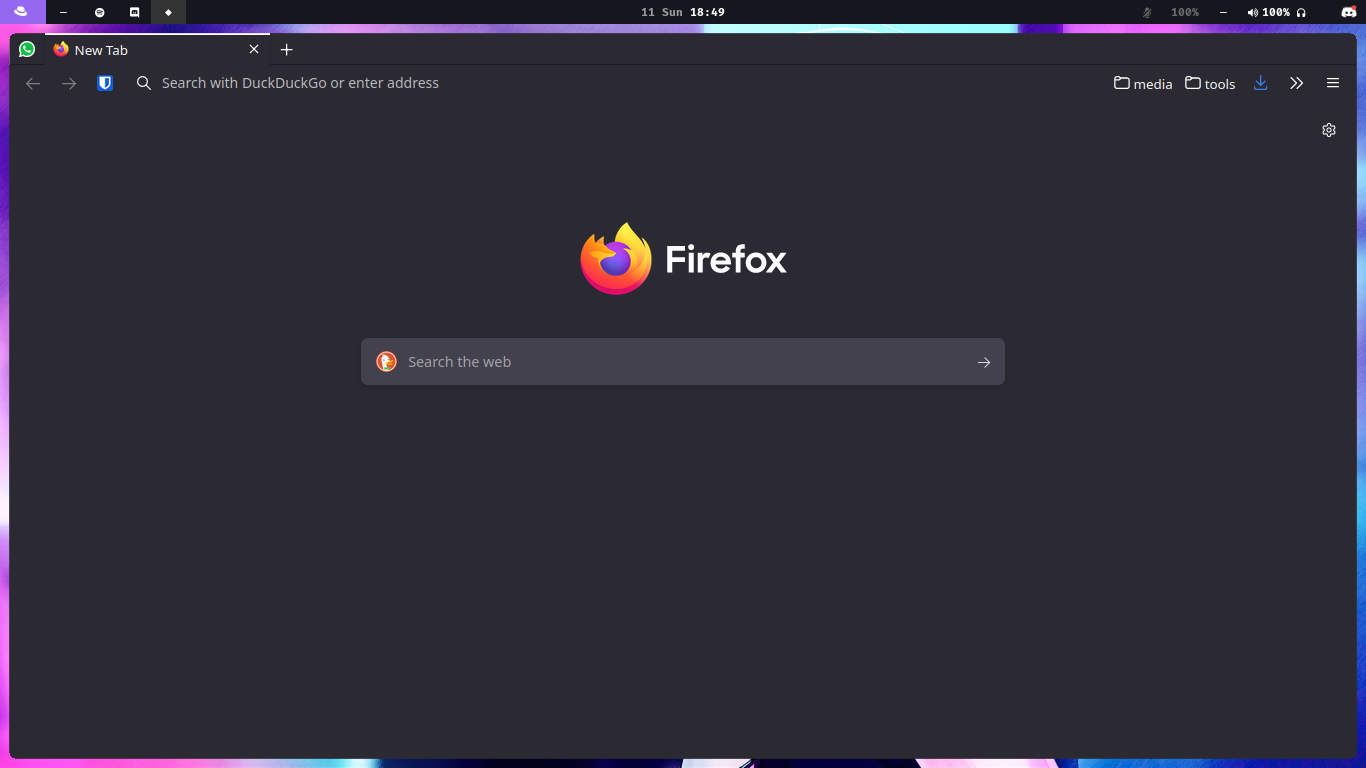 11 Sun 18:49
100%
100%
New Tab
Search with DuckDuckGo or enter address
media
tools
Firefox
Search the web